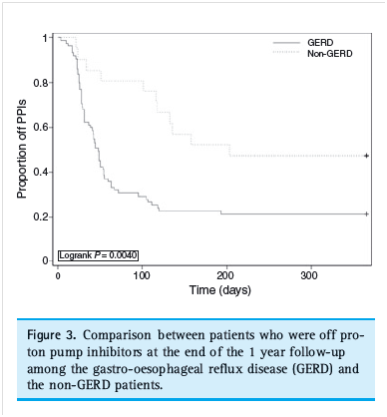 1
GERD
Non-GERD
0.8
0.6
0.4
0.2
0
Proportion off PPIs
Logrank P = 0.0040
0 100 200 300
Time (days)
Figure 3. Comparison between patients who were off pro-
ton pump inhibitors at the end of the 1 year follow-up
among the gastro-oesophageal reflux disease (GERD) and
the non-GERD patients.